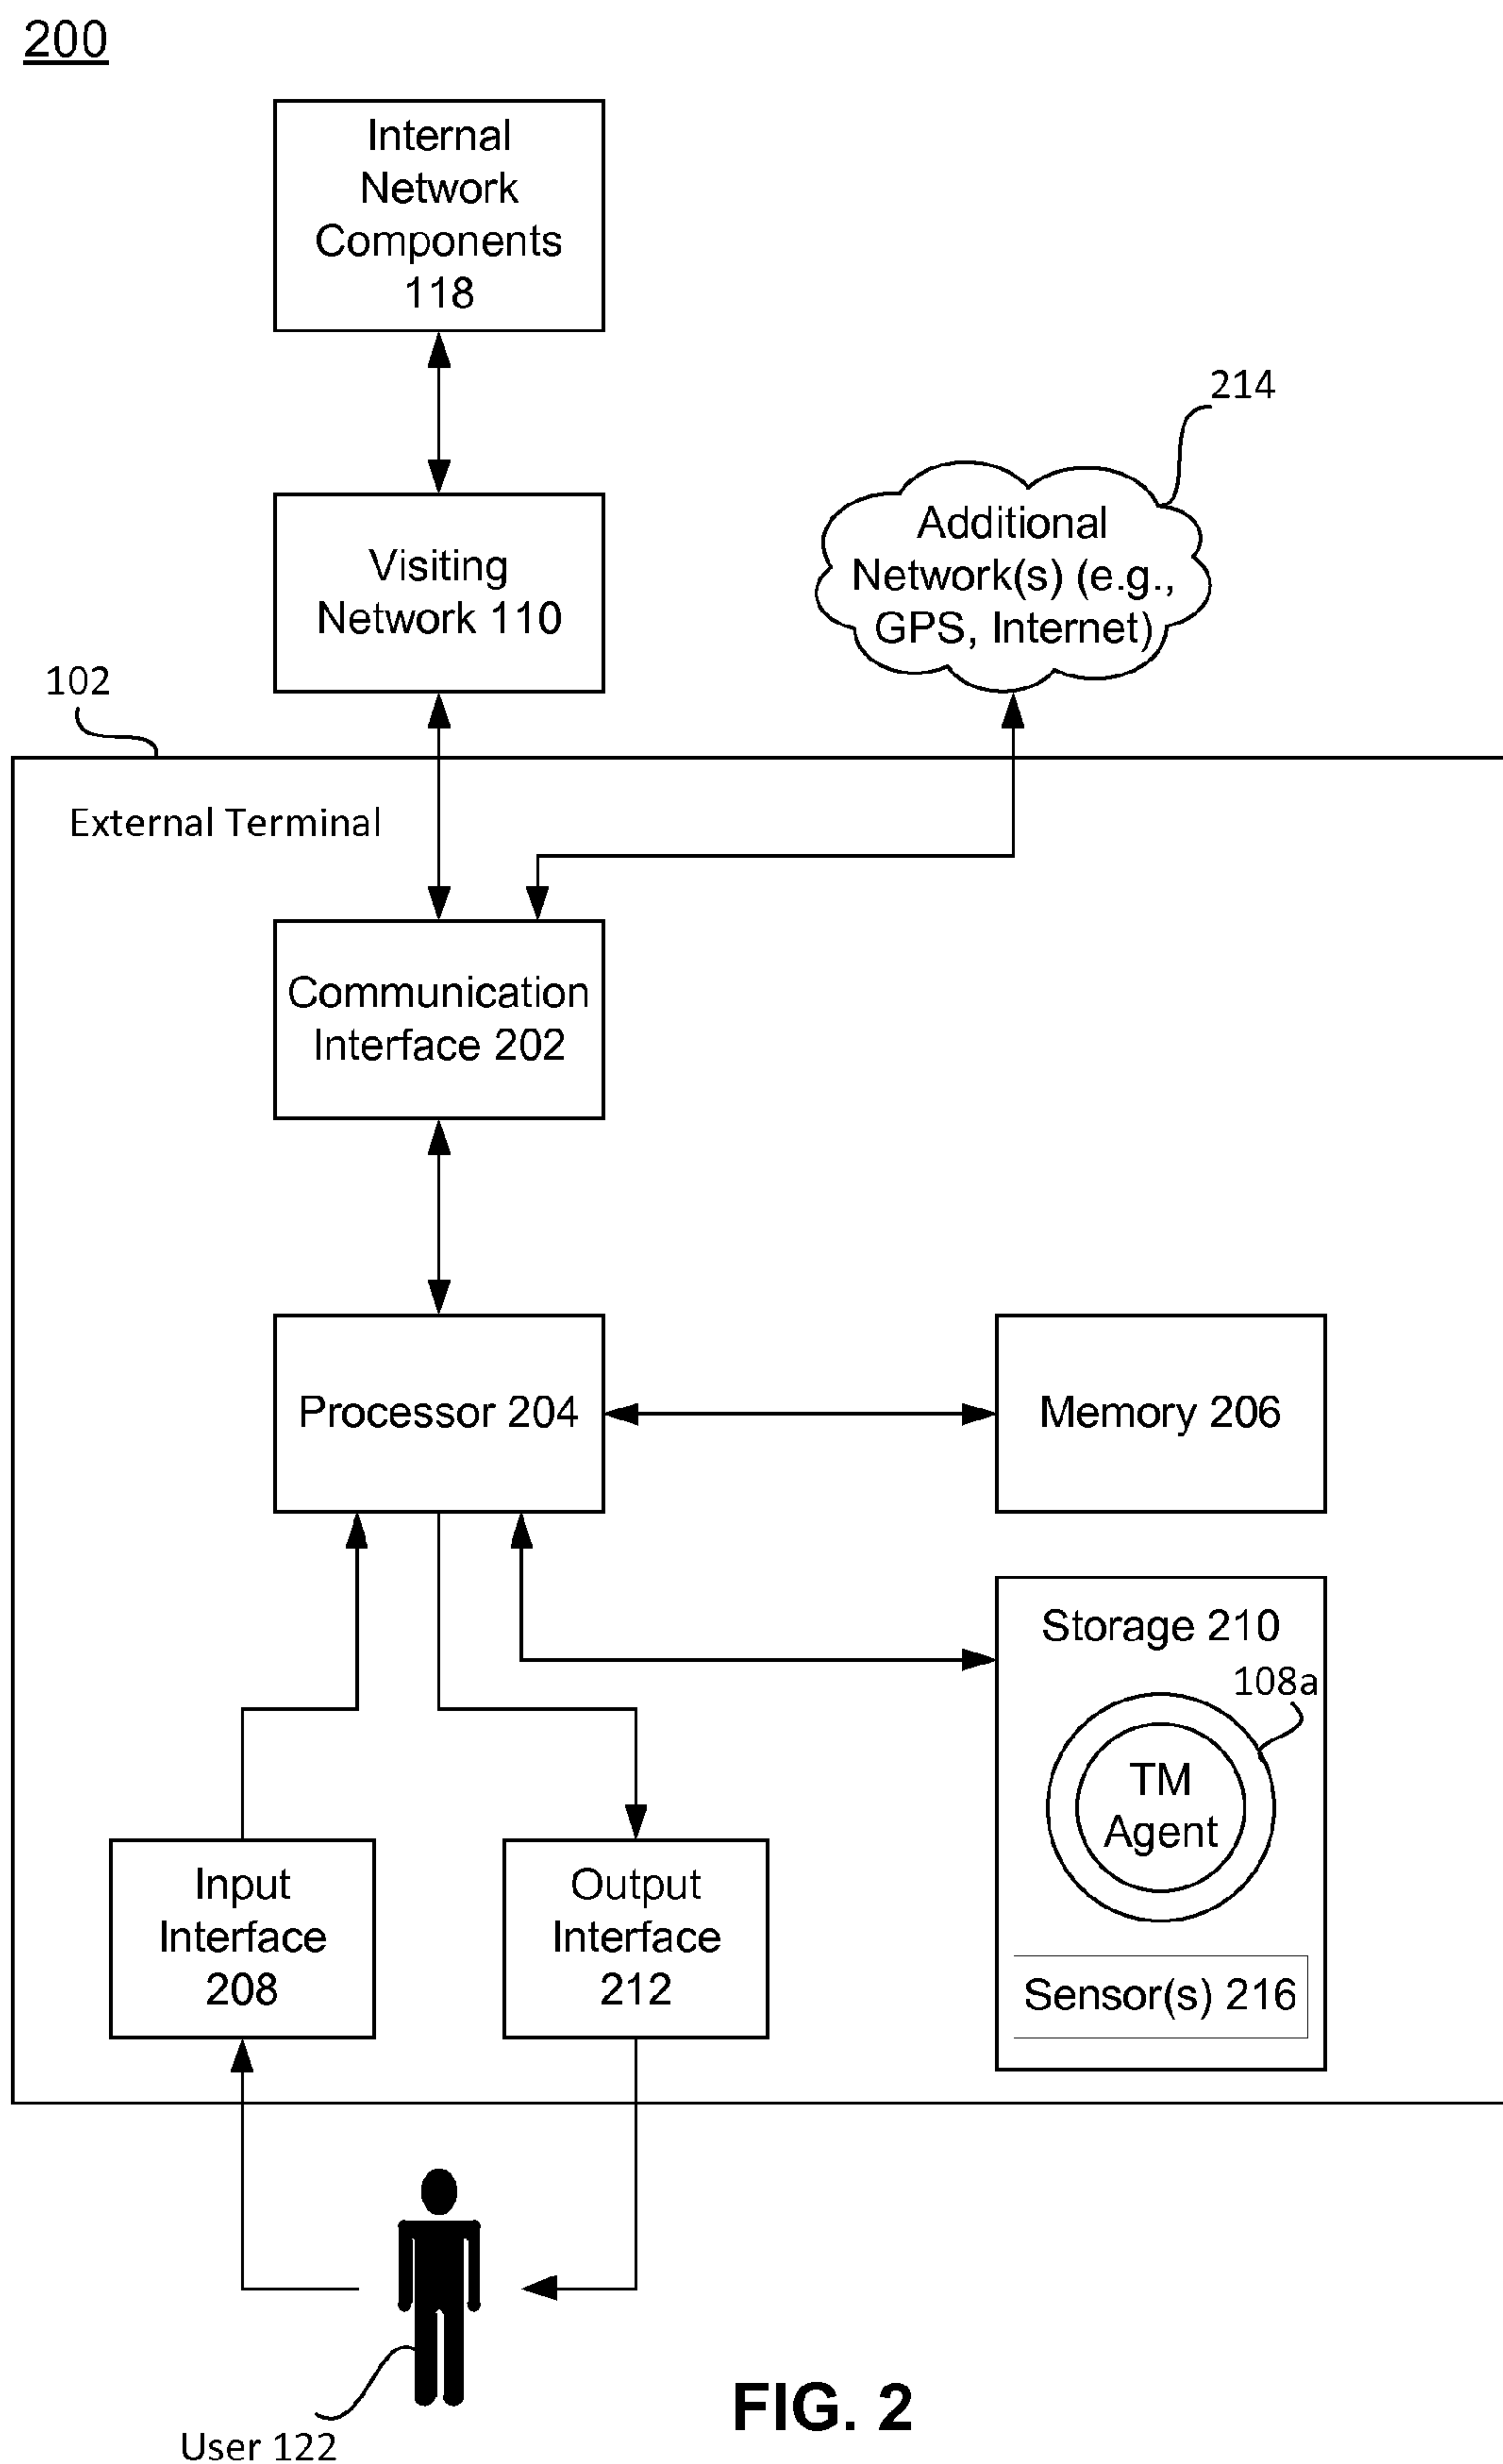 200
Internal
Network
Components
118
214
Additional
Network(s) (e.g.,
GPS, Internet)
Visiting
Network 110
102
External Terminal
Communication
Interface 202
Processor 204
Memory 206
Storage 210
108a
TM
Agent
Sensor(s) 216
Input
Interface
208
Output
Interface
212
User 122
FIG. 2